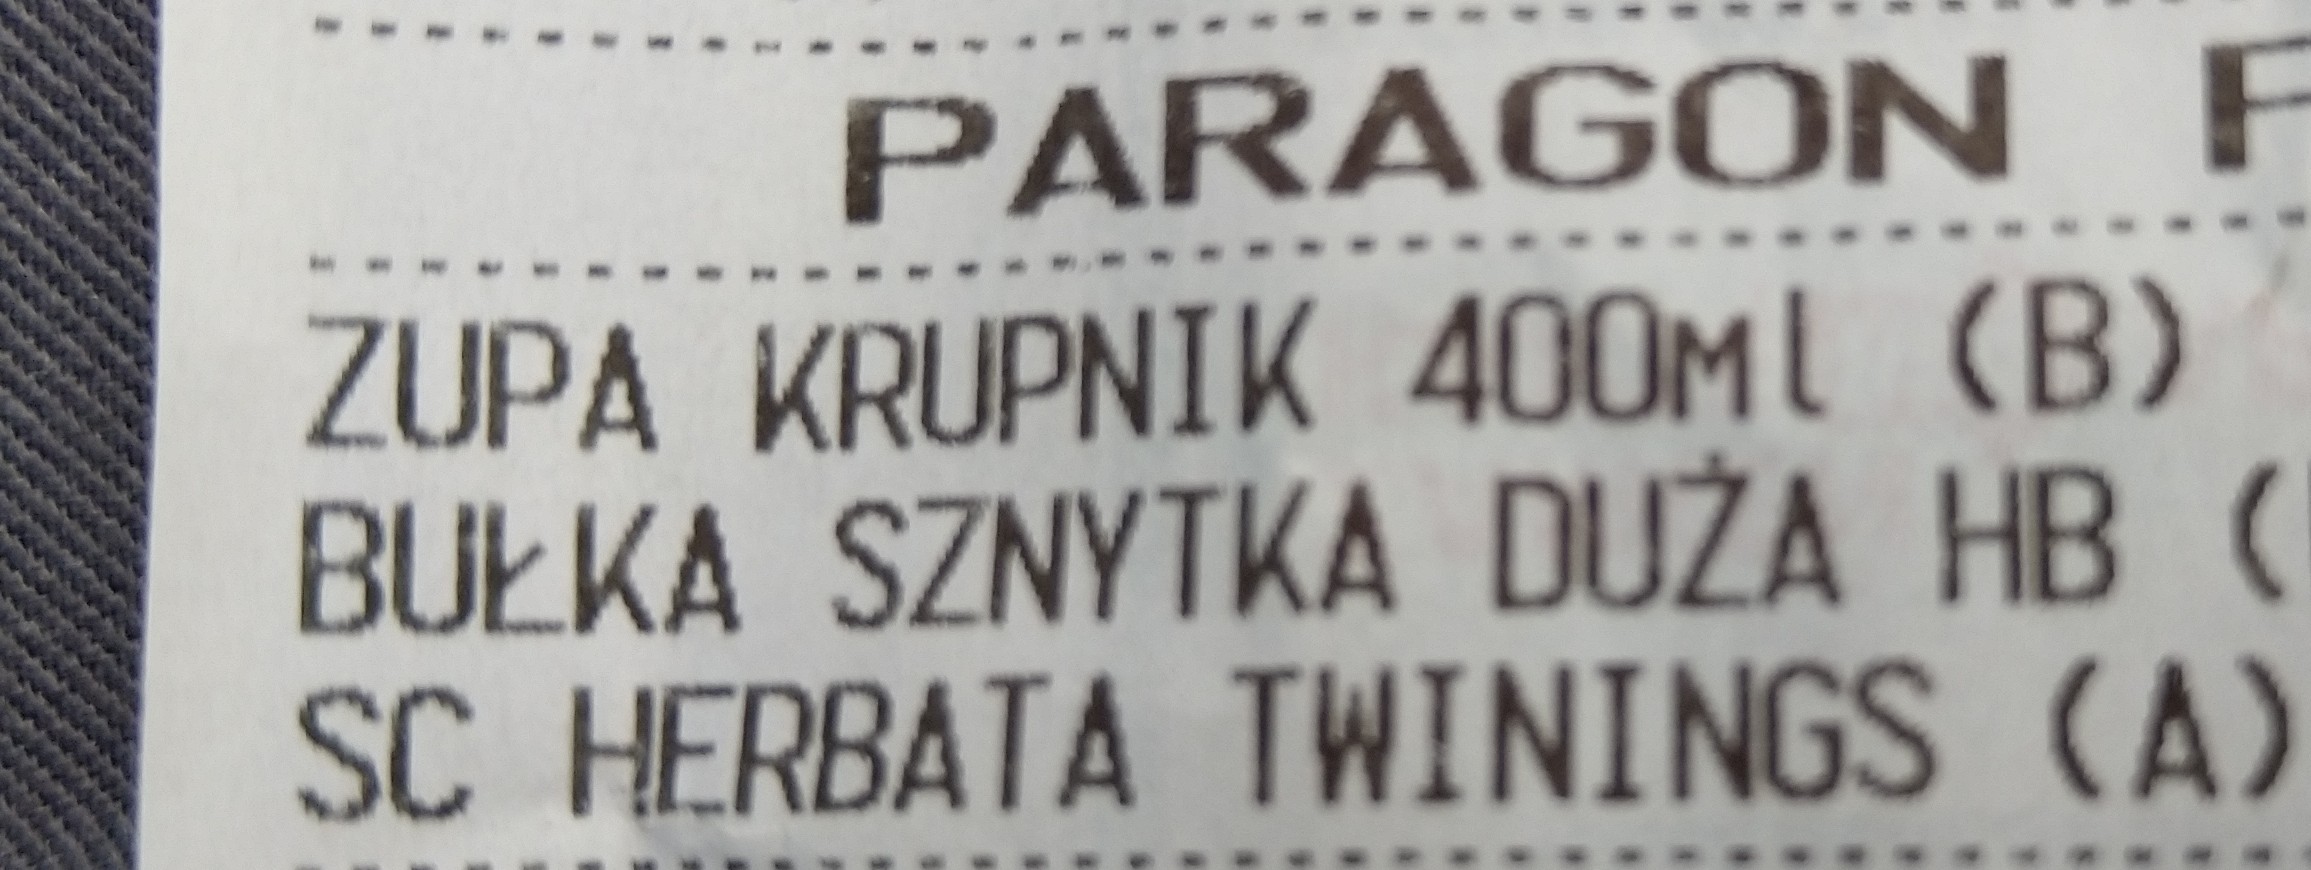 PARAGON F
ZUPA KRUPNIK 400ml (B)
BUŁKA SZNYTKA DUŻA HB (
SC HERBATA TWININGS (A)